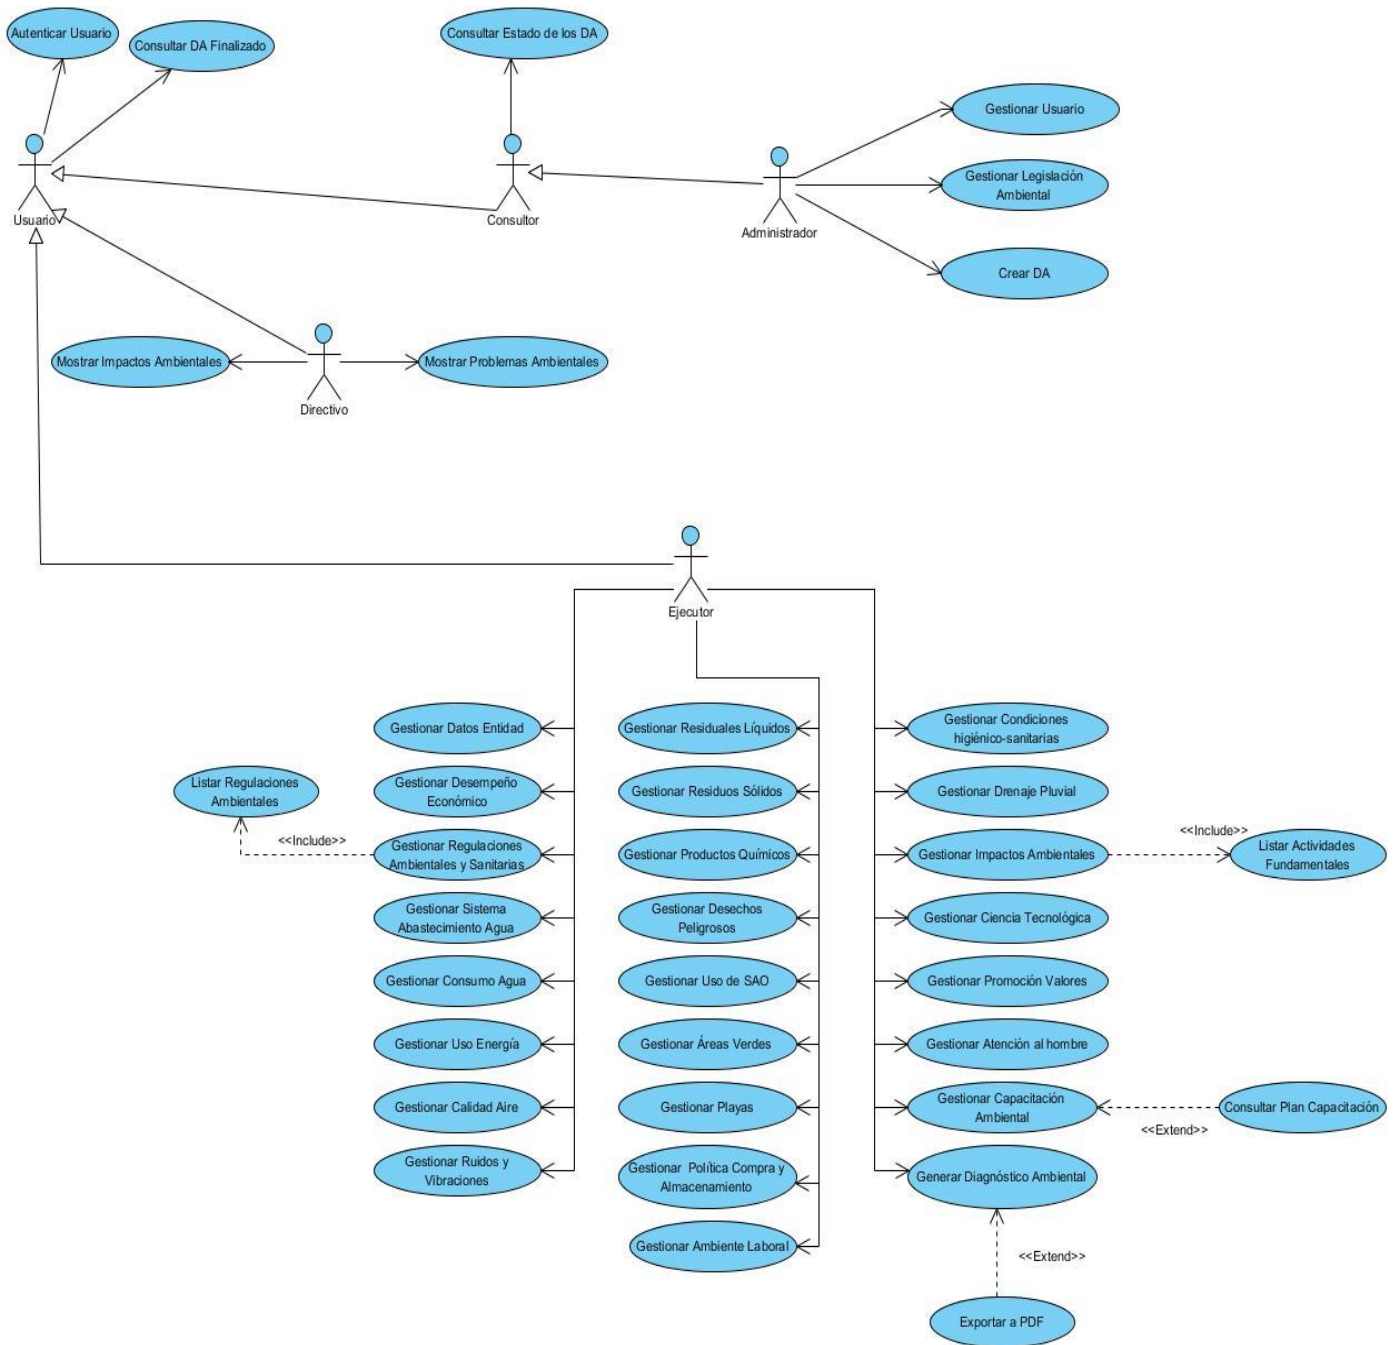 Autenticar Usuario
Consultar DA Finalizado
Consultar Estado de los DA
Gestionar Usuario
Gestionar Legislación
Ambiental
Usuario
Consultor
Administrador
Crear DA
Mostrar Impactos Ambientales
Mostrar Problemas Ambientales
Directivo
Ejecutor
Gestionar Datos Entidad
Gestionar Residuales Líquidos
Gestionar Condiciones
higiénico-sanitarias
Listar Regulaciones
Ambientales
Gestionar Desempeño
Económico
Gestionar Residuos Sólidos
Gestionar Drenaje Pluvial
<<Include>>
Gestionar Regulaciones
Ambientales y Sanitarias
Gestionar Productos Químicos
Gestionar Impactos Ambientales
<<Include>>
Listar Actividades
Fundamentales
Gestionar Sistema
Abastecimiento Agua
Gestionar Desechos
Peligrosos
Gestionar Ciencia Tecnológica
Gestionar Consumo Agua
Gestionar Uso de SAO
Gestionar Promoción Valores
Gestionar Uso Energía
Gestionar Áreas Verdes
Gestionar Atención al hombre
Gestionar Calidad Aire
Gestionar Playas
Gestionar Capacitación
Ambiental
Consultar Plan Capacitación
<<Extend>>
Gestionar Ruidos y
Vibraciones
Gestionar Política Compra y
Almacenamiento
Generar Diagnóstico Ambiental
Gestionar Ambiente Laboral
<<Extend>>
Exportar a PDF